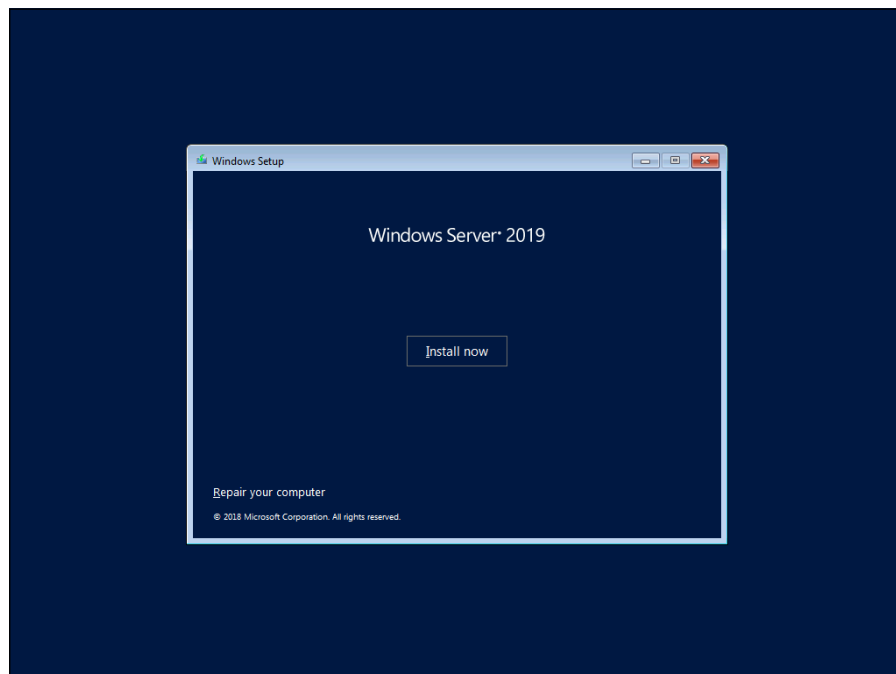 Windows Setup
Windows Server® 2019
Install now
Repair your computer
© 2018 Microsoft Corporation. All rights reserved.